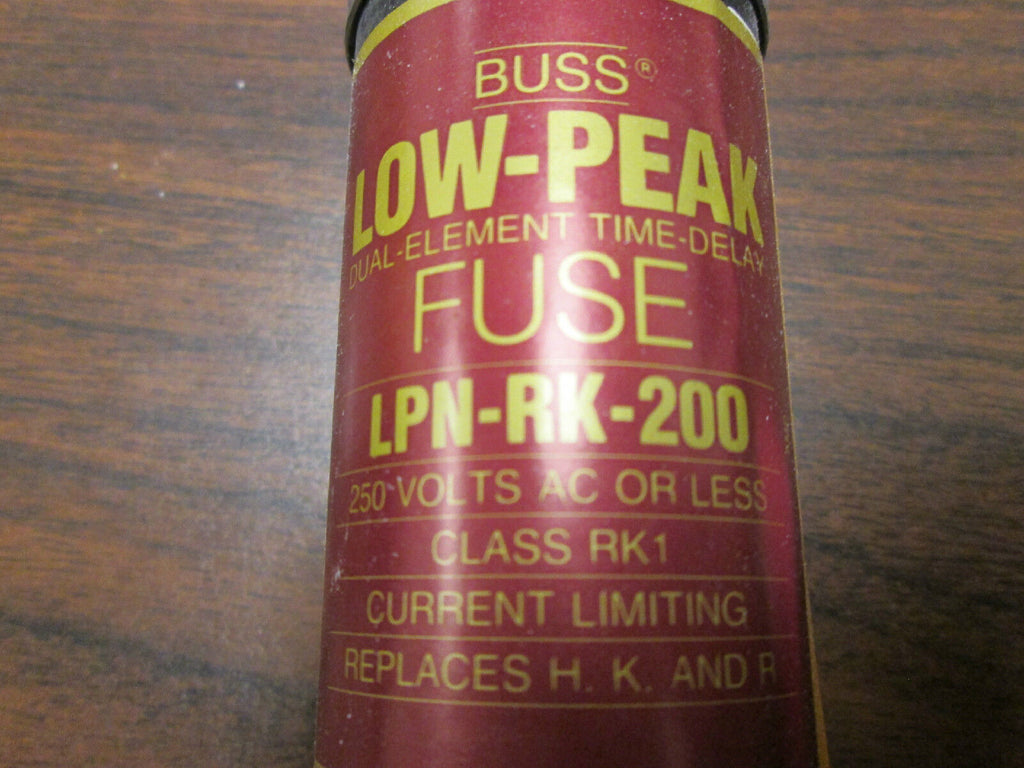 BUSS®
LOW-PEAK
DUAL-ELEMENT TIME-DELAY
FUSE
LPN-RK-200
250 VOLTS AC OR LESS
CLASS RK1
CURRENT LIMITING
REPLACES H. K. AND R